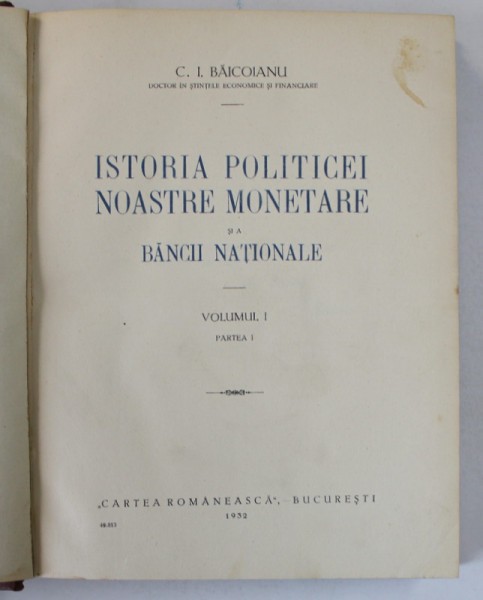 C. I. BĂICOIANU
DOCTOR ÎN ȘTIINȚELE ECONOMICE ȘI FINANCIARE
ISTORIA POLITICEI
NOASTRE MONETARE
ȘI A
BĂNCII NAȚIONALE
VOLUMUL I
PARTEA I
„CARTEA ROMÂNEASCĂ“, — BUCUREȘTI
1932